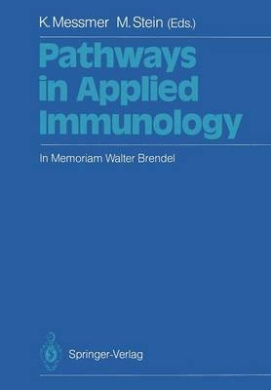 K. Messmer M. Stein (Eds.)
Pathways
in Applied
Immunology
In Memoriam Walter Brendel
Springer-Verlag